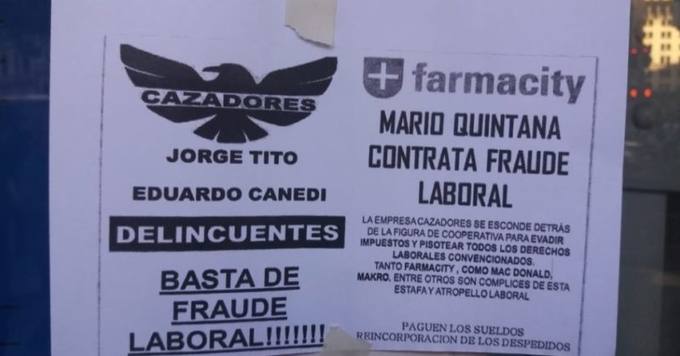 CAZADORES
JORGE TITO
EDUARDO CANEDI
DELINCUENTES
BASTA DE
FRAUDE
LABORAL!!!!!!!
farmacity
MARIO QUINTANA
CONTRATA FRAUDE
LABORAL
LA EMPRESA CAZADORES SE ESCONDE DETRÁS
DE LA FIGURA DE COOPERATIVA PARA EVADIR
IMPUESTOS Y PISOTEAR TODOS LOS DERECHOS
LABORALES CONVENCIONADOS.
TANTO FARMACITY , COMO MAC DONALD,
MAKRO, ENTRE OTROS SON COMPLICES DE ESTA
ESTAFA Y ATROPELLO LABORAL
PAGUEN LOS SUELDOS
REINCORPORACION DE LOS DESPEDIDOS